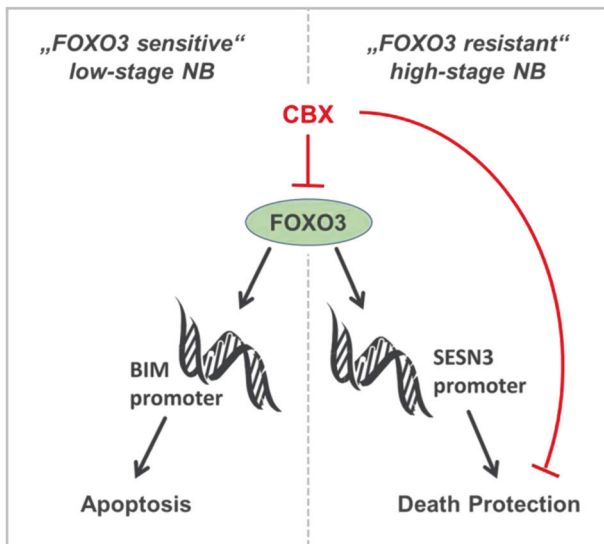 „FOXO3 sensitive“
low-stage NB
„FOXO3 resistant“
high-stage NB
CBX
FOXO3
BIM
promoter
SESN3
promoter
Apoptosis
Death Protection